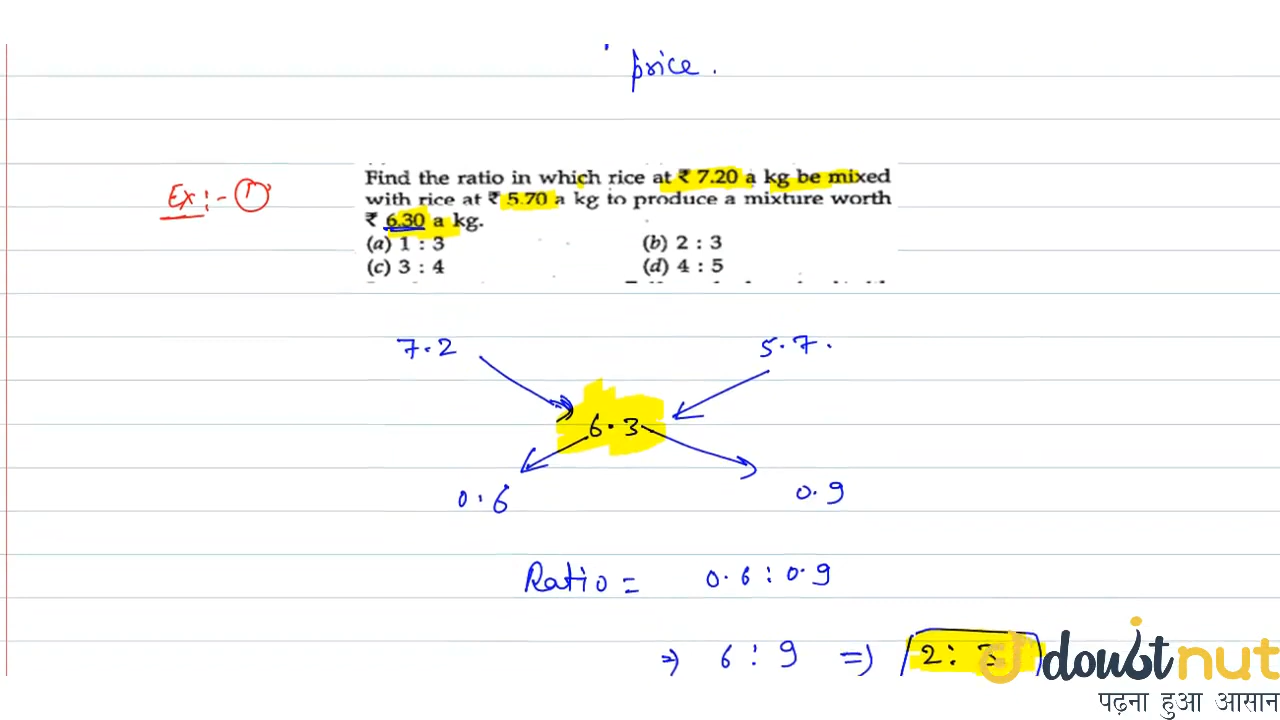 price.
Ex:- 1
Find the ratio in which rice at ₹ 7.20 a kg be mixed
with rice at ₹ 5.70 a kg to produce a mixture worth
₹ 6.30 a kg.
(a) 1 : 3 (b) 2 : 3
(c) 3 : 4 (d) 4 : 5
7.2 5.7.
6.3
0.6 0.9
Ratio = 0.6 : 0.9
⇒ 6 : 9 ⇒ 2 : 3
doubtnut
पढ़ना हुआ आसान